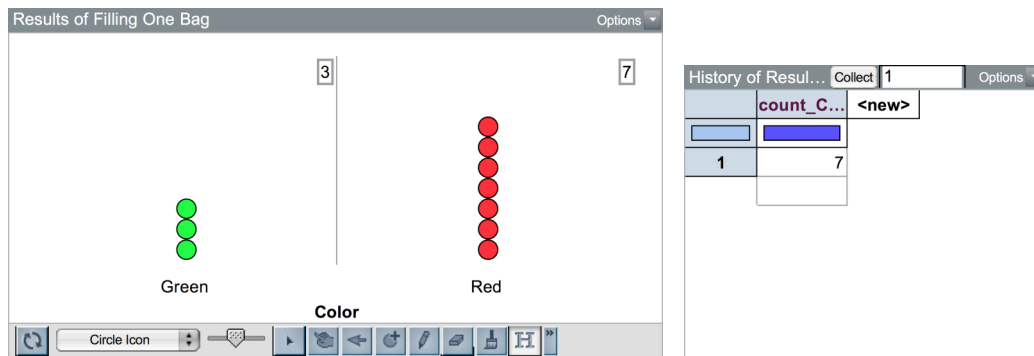 Results of Filling One Bag Options
3 7
Green Red
Color
Circle Icon H »
History of Resul... Collect 1 Options
count_C... <new>
1 7